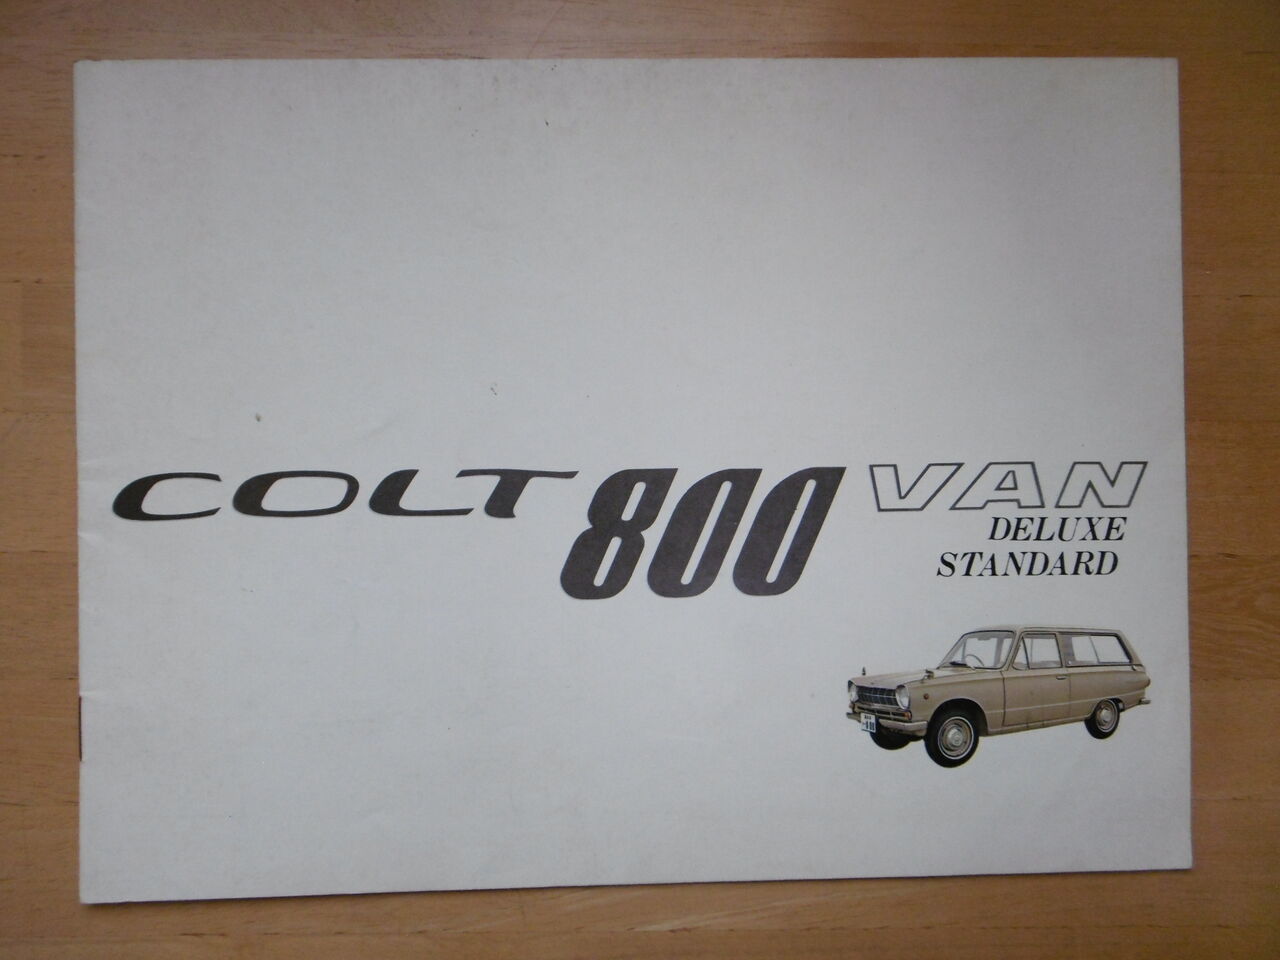 COLT 800 VAN
DELUXE
STANDARD